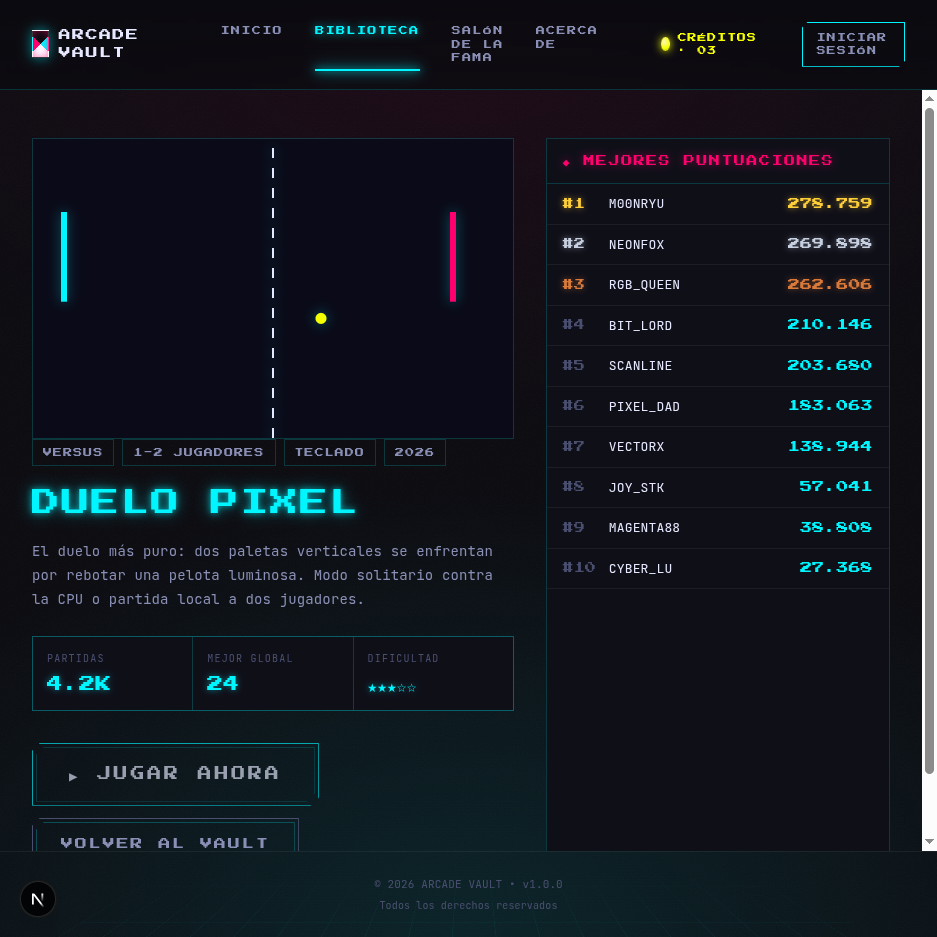 ARCADE
VAULT
INICIO
BIBLIOTECA
SALóN
DE LA
FAMA
ACERCA
DE
CRéDITOS
· 03
INICIAR
SESIóN
VERSUS
1-2 JUGADORES
TECLADO
2026
DUELO PIXEL
El duelo más puro: dos paletas verticales se enfrentan
por rebotar una pelota luminosa. Modo solitario contra
la CPU o partida local a dos jugadores.
PARTIDAS
4.2K
MEJOR GLOBAL
24
DIFICULTAD
★★★☆☆
▶ JUGAR AHORA
VOLVER AL VAULT
◆ MEJORES PUNTUACIONES
#1 M00NRYU 278.759
#2 NEONFOX 269.898
#3 RGB_QUEEN 262.606
#4 BIT_LORD 210.146
#5 SCANLINE 203.680
#6 PIXEL_DAD 183.063
#7 VECTORX 138.944
#8 JOY_STK 57.041
#9 MAGENTA88 38.808
#10 CYBER_LU 27.368
© 2026 ARCADE VAULT • v1.0.0
Todos los derechos reservados
N